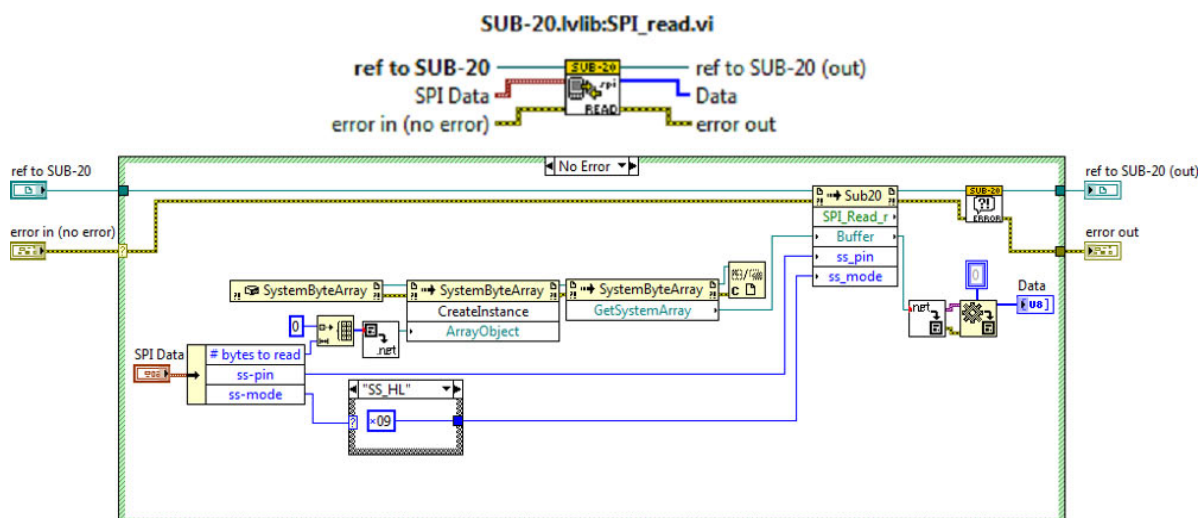 SUB-20.lvlib:SPI_read.vi
ref to SUB-20
SPI Data
error in (no error)
SUB-20
spi
READ
ref to SUB-20 (out)
Data
error out
No Error
ref to SUB-20
ref to SUB-20 (out)
error in (no error)
error out
Sub20
SPI_Read_r
Buffer
ss_pin
ss_mode
SUB-20
?!
ERROR
SystemByteArray
SystemByteArray
CreateInstance
ArrayObject
SystemByteArray
GetSystemArray
C
0
.net
.net
0
Data
U8
SPI Data
# bytes to read
ss-pin
ss-mode
"SS_HL"
×09